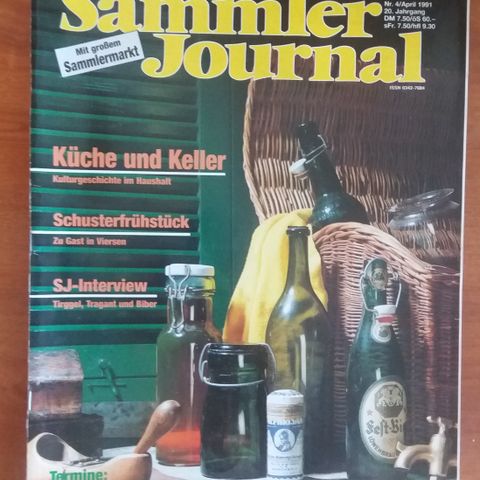 Sammler
Journal
Nr. 4/April 1991
20. Jahrgang
DM 7.50/öS 60.–
sFr. 7.50/hfl 9.30
ISSN 0342-7684
Mit großem
Sammlermarkt
Küche und Keller
Kulturgeschichte im Haushalt
Schusterfrühstück
Zu Gast in Viersen
SJ-Interview
Tirggel, Tragant und Biber
Fest-Bier
Termine: